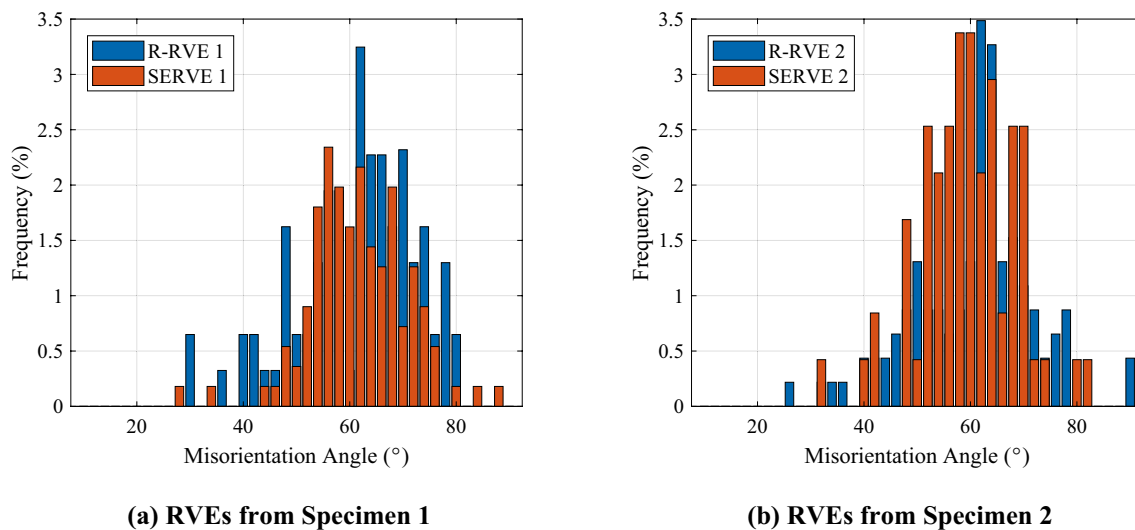 3.5
3
2.5
2
1.5
1
0.5
0
Frequency (%)
R-RVE 1
SERVE 1
20 40 60 80
Misorientation Angle (°)
(a) RVEs from Specimen 1
3.5
3
2.5
2
1.5
1
0.5
0
Frequency (%)
R-RVE 2
SERVE 2
20 40 60 80
Misorientation Angle (°)
(b) RVEs from Specimen 2